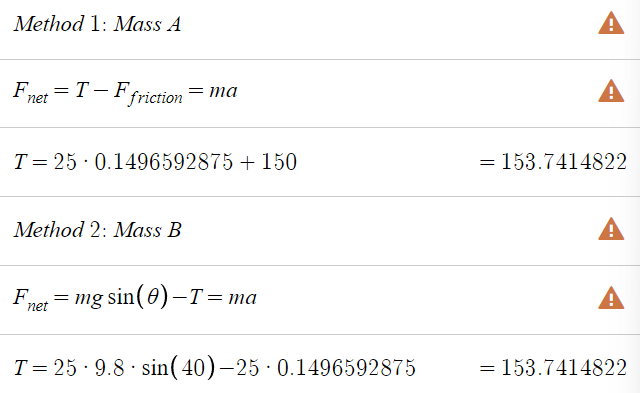 Method 1: Mass A
F_net = T − F_friction = ma
T = 25 · 0.1496592875 + 150 = 153.7414822
Method 2: Mass B
F_net = mg sin(θ) − T = ma
T = 25 · 9.8 · sin(40) − 25 · 0.1496592875 = 153.7414822